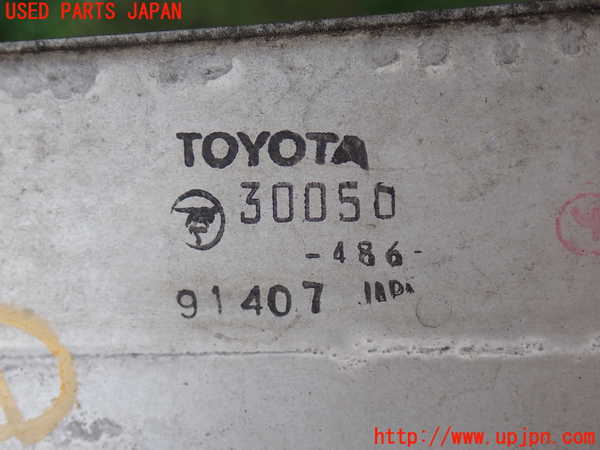 USED PARTS JAPAN
TOYOTA
30050
-486-
91407
http://www.upjpn.com/